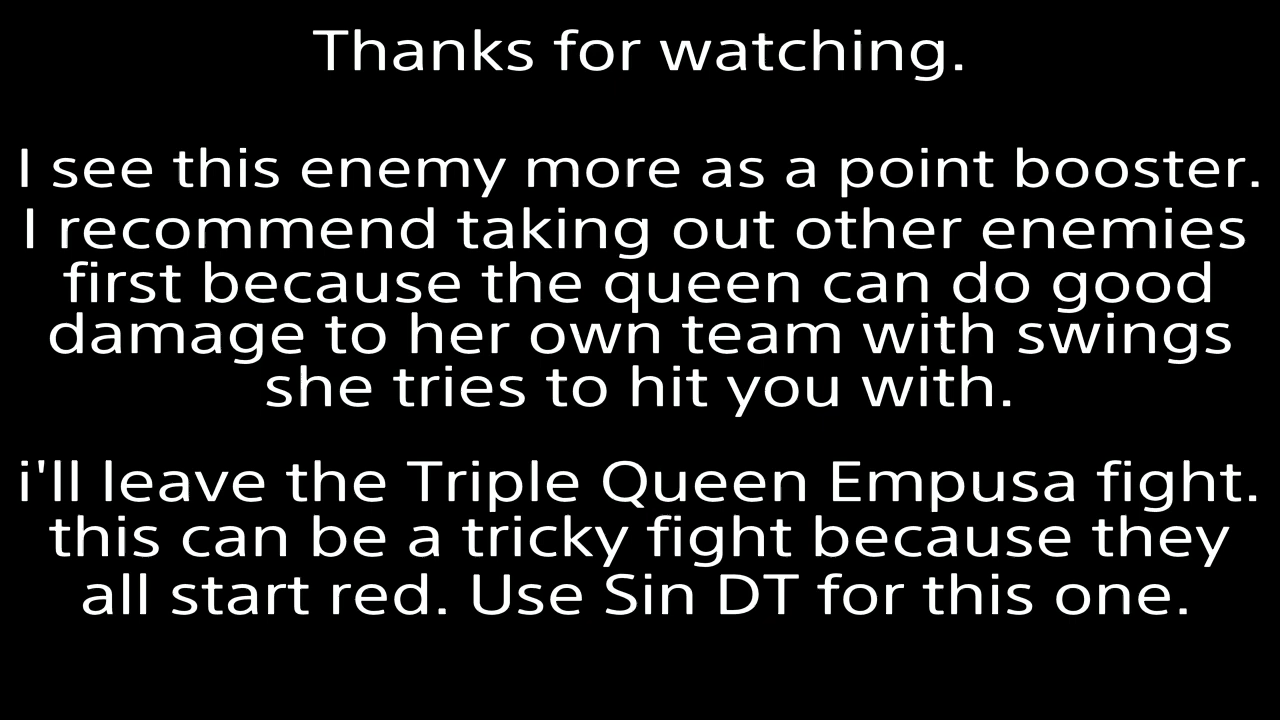 Thanks for watching.
I see this enemy more as a point booster.
I recommend taking out other enemies
first because the queen can do good
damage to her own team with swings
she tries to hit you with.
i'll leave the Triple Queen Empusa fight.
this can be a tricky fight because they
all start red. Use Sin DT for this one.